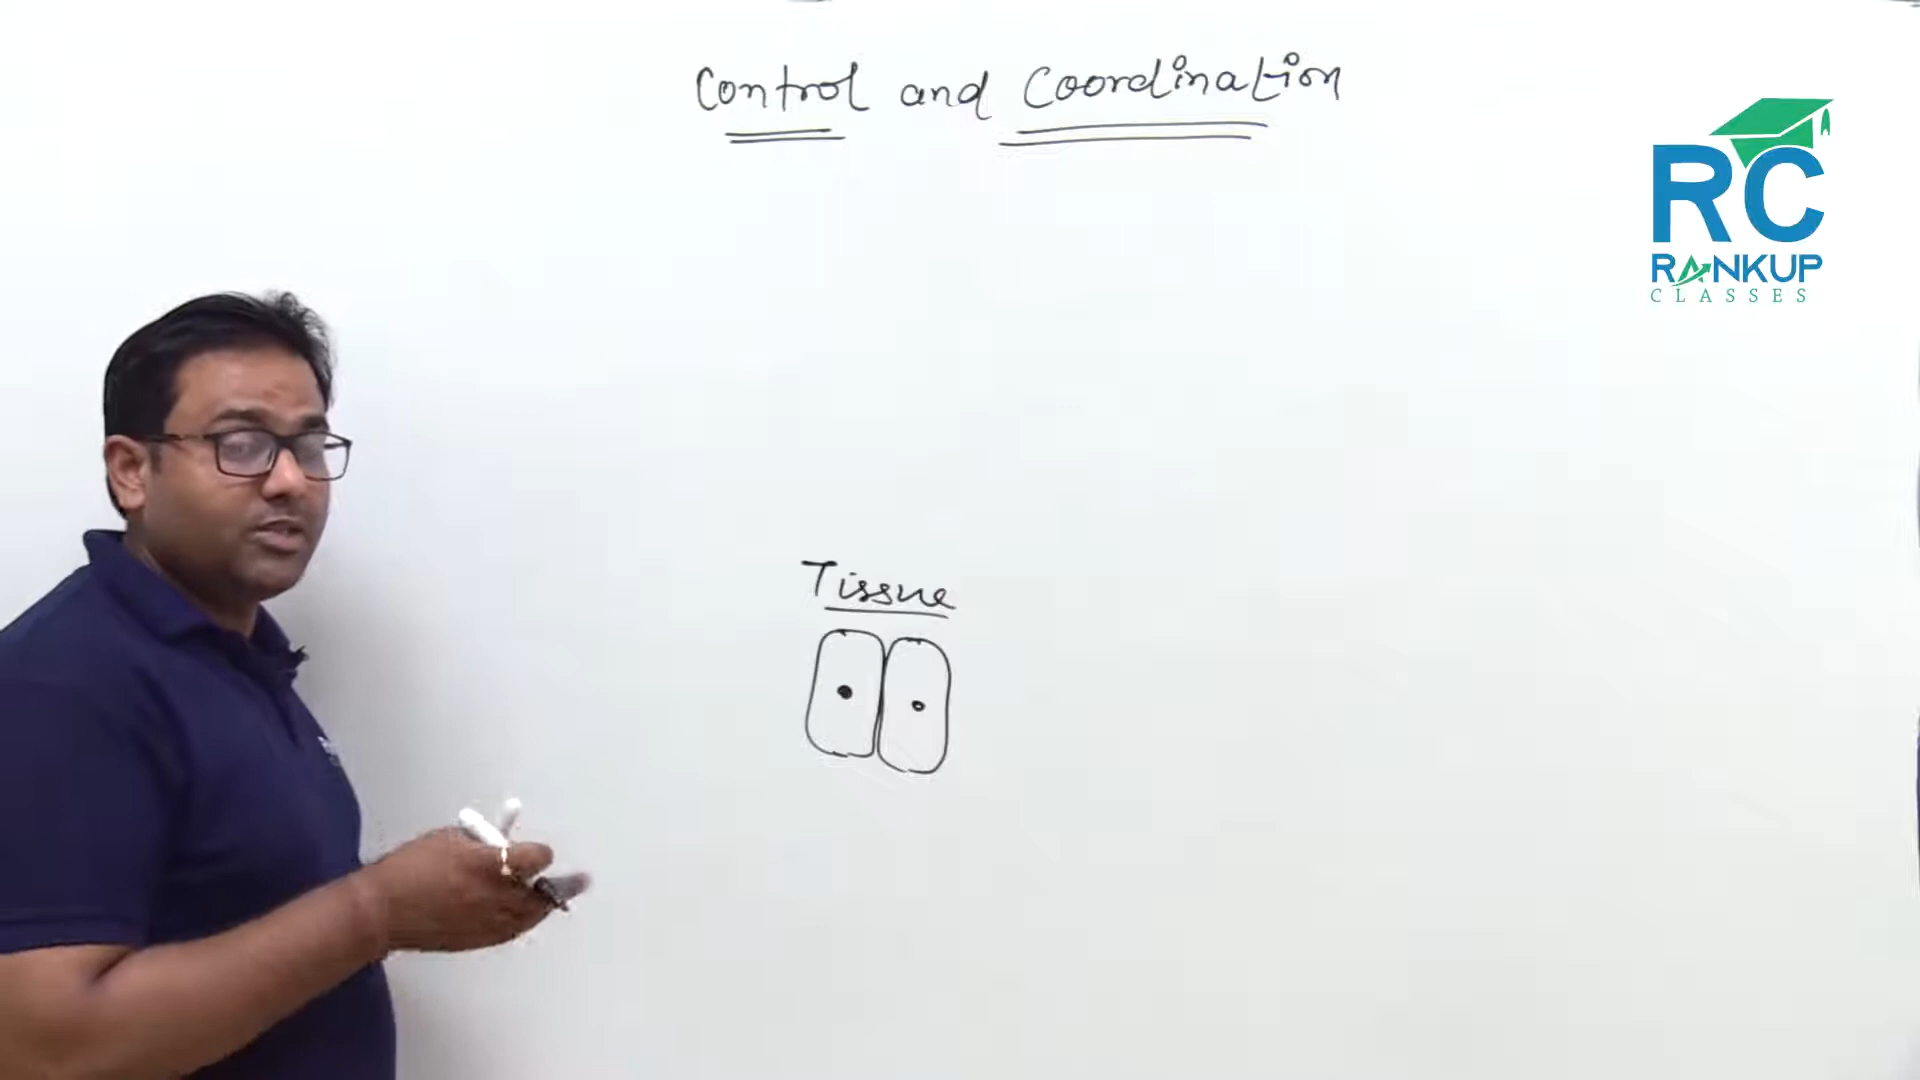 Control and Coordination
RC
RANKUP
CLASSES
Tissue